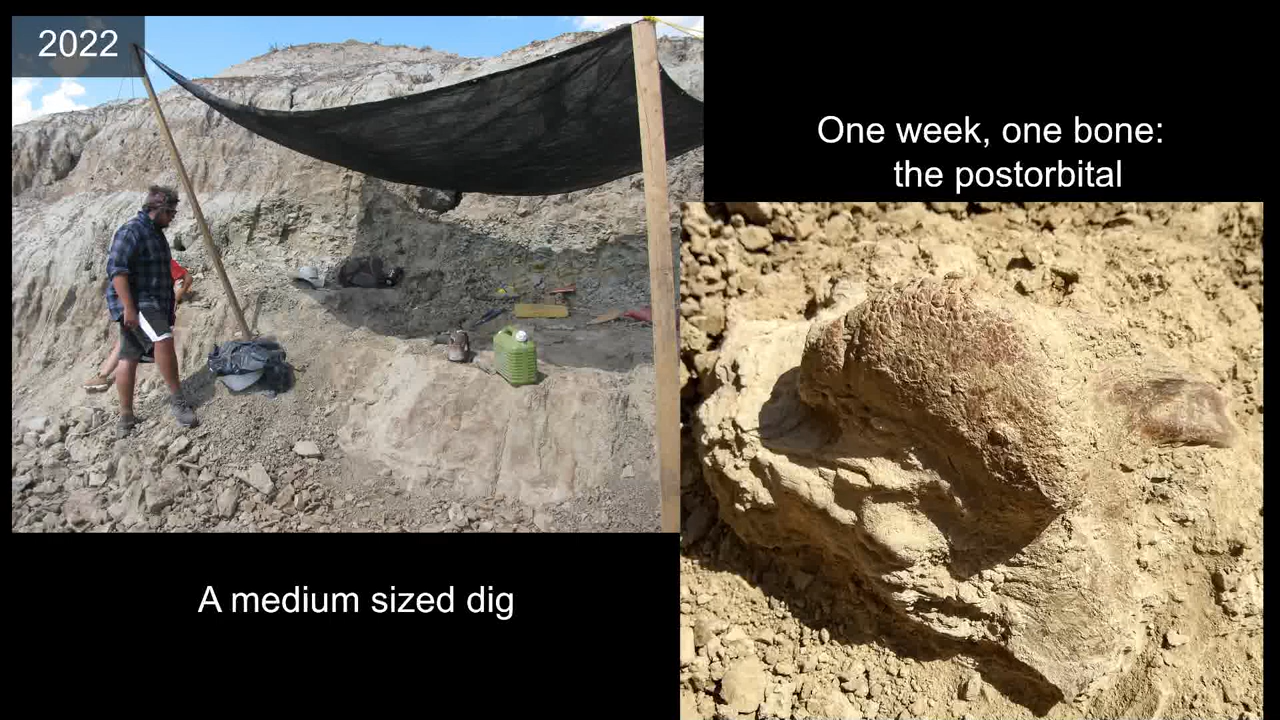 2022
One week, one bone:
the postorbital
A medium sized dig